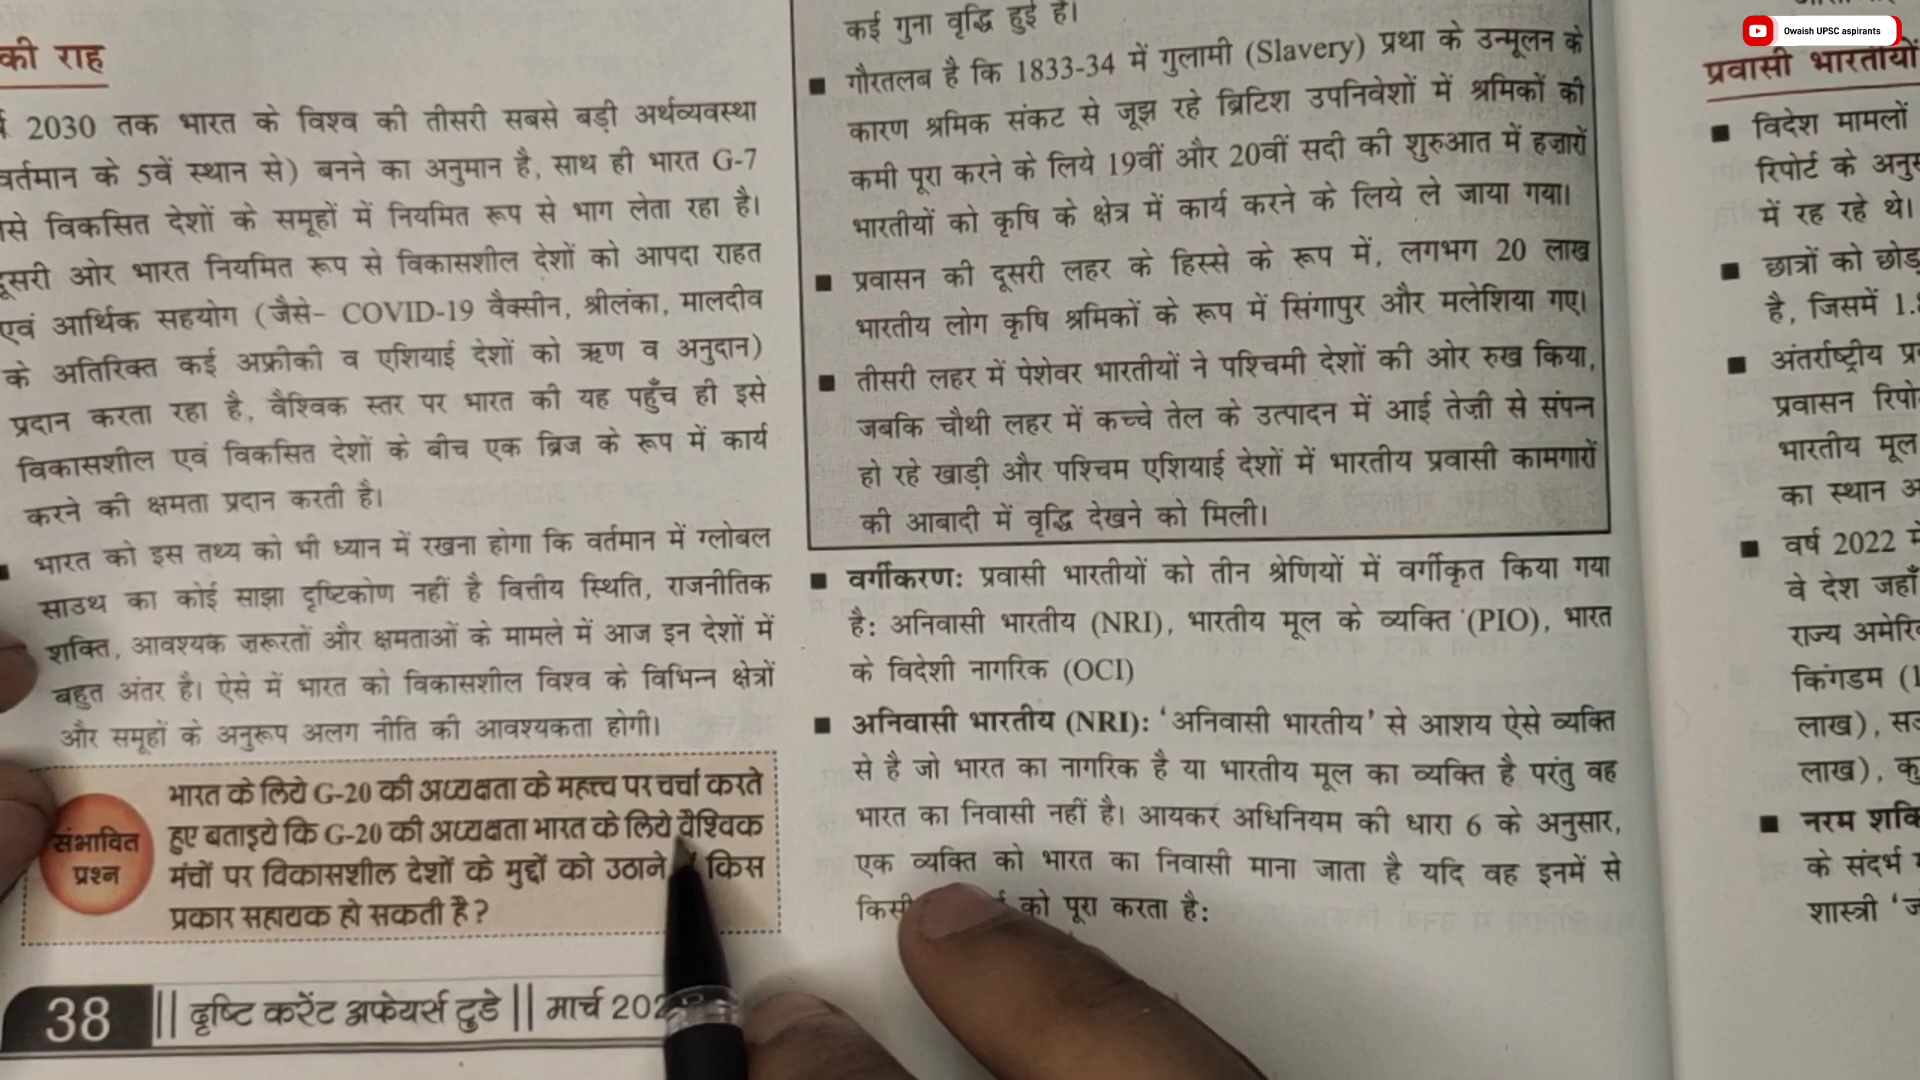 की राह
2030 तक भारत के विश्व की तीसरी सबसे बड़ी अर्थव्यवस्था
वर्तमान के 5वें स्थान से) बनने का अनुमान है, साथ ही भारत G-7
से विकसित देशों के समूहों में नियमित रूप से भाग लेता रहा है।
दूसरी ओर भारत नियमित रूप से विकासशील देशों को आपदा राहत
एवं आर्थिक सहयोग (जैसे- COVID-19 वैक्सीन, श्रीलंका, मालदीव
के अतिरिक्त कई अफ्रीकी व एशियाई देशों को ऋण व अनुदान)
प्रदान करता रहा है, वैश्विक स्तर पर भारत की यह पहुँच ही इसे
विकासशील एवं विकसित देशों के बीच एक ब्रिज के रूप में कार्य
करने की क्षमता प्रदान करती है।
भारत को इस तथ्य को भी ध्यान में रखना होगा कि वर्तमान में ग्लोबल
साउथ का कोई साझा दृष्टिकोण नहीं है वित्तीय स्थिति, राजनीतिक
शक्ति, आवश्यक ज़रूरतों और क्षमताओं के मामले में आज इन देशों में
बहुत अंतर है। ऐसे में भारत को विकासशील विश्व के विभिन्न क्षेत्रों
और समूहों के अनुरूप अलग नीति की आवश्यकता होगी।
संभावित
प्रश्न
भारत के लिये G-20 की अध्यक्षता के महत्त्व पर चर्चा करते
हुए बताइये कि G-20 की अध्यक्षता भारत के लिये वैश्विक
मंचों पर विकासशील देशों के मुद्दों को उठाने किस
प्रकार सहायक हो सकती है?
38 || दृष्टि करेंट अफेयर्स टुडे || मार्च 202
कई गुना वृद्धि हुई है।
■ गौरतलब है कि 1833-34 में गुलामी (Slavery) प्रथा के उन्मूलन के
कारण श्रमिक संकट से जूझ रहे ब्रिटिश उपनिवेशों में श्रमिकों की
कमी पूरा करने के लिये 19वीं और 20वीं सदी की शुरुआत में हज़ारों
भारतीयों को कृषि के क्षेत्र में कार्य करने के लिये ले जाया गया।
■ प्रवासन की दूसरी लहर के हिस्से के रूप में, लगभग 20 लाख
भारतीय लोग कृषि श्रमिकों के रूप में सिंगापुर और मलेशिया गए।
■ तीसरी लहर में पेशेवर भारतीयों ने पश्चिमी देशों की ओर रुख किया,
जबकि चौथी लहर में कच्चे तेल के उत्पादन में आई तेज़ी से संपन्न
हो रहे खाड़ी और पश्चिम एशियाई देशों में भारतीय प्रवासी कामगारों
की आबादी में वृद्धि देखने को मिली।
■ वर्गीकरण: प्रवासी भारतीयों को तीन श्रेणियों में वर्गीकृत किया गया
है: अनिवासी भारतीय (NRI), भारतीय मूल के व्यक्ति (PIO), भारत
के विदेशी नागरिक (OCI)
■ अनिवासी भारतीय (NRI): 'अनिवासी भारतीय' से आशय ऐसे व्यक्ति
से है जो भारत का नागरिक है या भारतीय मूल का व्यक्ति है परंतु वह
भारत का निवासी नहीं है। आयकर अधिनियम की धारा 6 के अनुसार,
एक व्यक्ति को भारत का निवासी माना जाता है यदि वह इनमें से
किसी को पूरा करता है:
Owaish UPSC aspirants
प्रवासी भारतीयों
■ विदेश मामलों
रिपोर्ट के अनुस
में रह रहे थे।
■ छात्रों को छोड़
है, जिसमें 1.
■ अंतर्राष्ट्रीय प्र
प्रवासन रिपो
भारतीय मूल
का स्थान अ
■ वर्ष 2022 में
वे देश जहाँ
राज्य अमेरि
किंगडम (1
लाख), सउ
लाख), कु
■ नरम शक्ति
के संदर्भ
शास्त्री 'ज